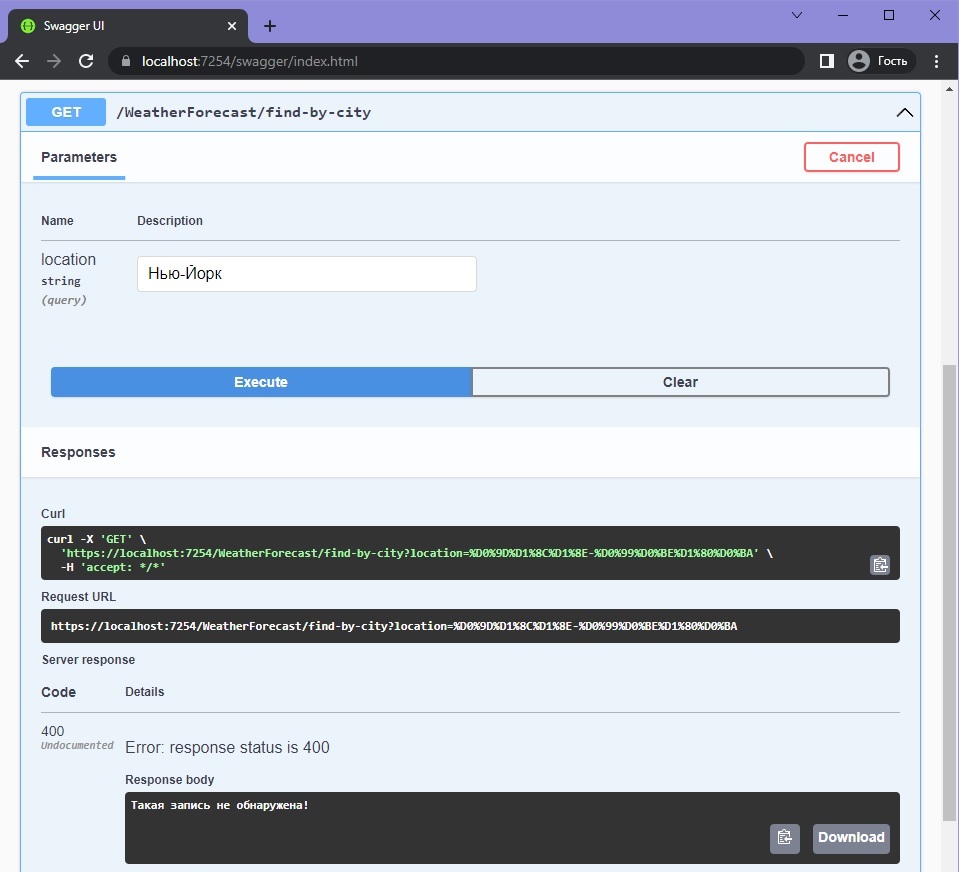 Swagger UI
localhost:7254/swagger/index.html
Гость
GET /WeatherForecast/find-by-city
Parameters
Cancel
Name Description
location
string
(query)
Нью-Йорк
Execute Clear
Responses
Curl
curl -X 'GET' \
'https://localhost:7254/WeatherForecast/find-by-city?location=%D0%9D%D1%8C%D1%8E-%D0%99%D0%BE%D1%80%D0%BA' \
-H 'accept: */*'
Request URL
https://localhost:7254/WeatherForecast/find-by-city?location=%D0%9D%D1%8C%D1%8E-%D0%99%D0%BE%D1%80%D0%BA
Server response
Code Details
400
Undocumented
Error: response status is 400
Response body
Такая запись не обнаружена!
Download